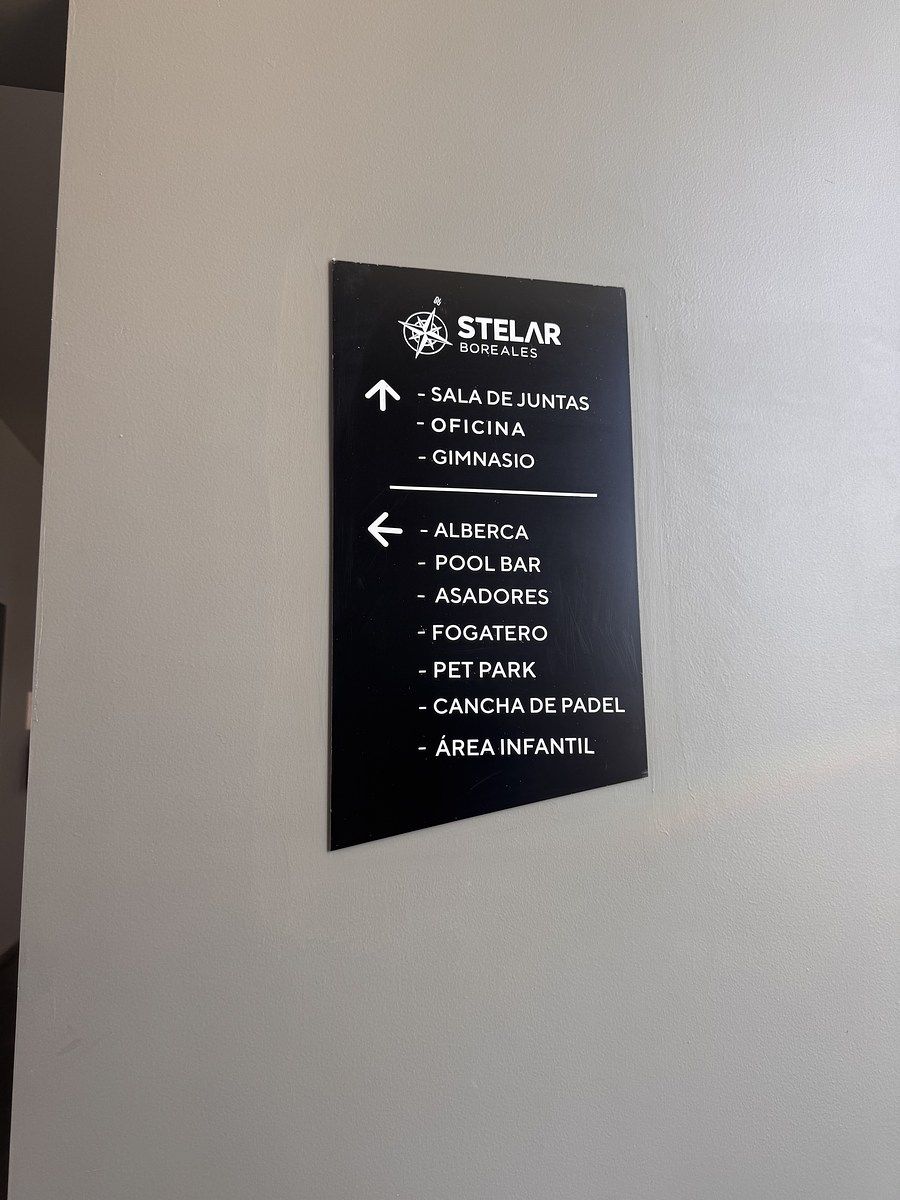 STELAR
BOREALES
↑ - SALA DE JUNTAS
- OFICINA
- GIMNASIO
← - ALBERCA
- POOL BAR
- ASADORES
- FOGATERO
- PET PARK
- CANCHA DE PADEL
- ÁREA INFANTIL